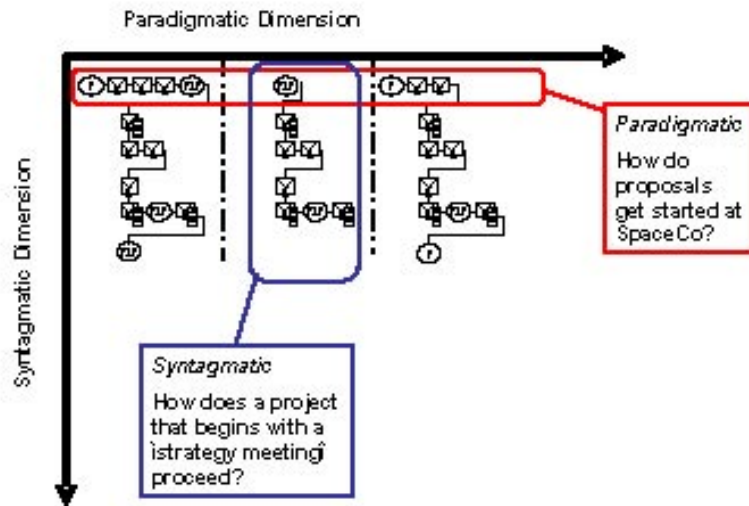 Paradigmatic Dimension
Syntagmatic Dimension
Paradigmatic
How do
proposals
get started at
SpaceCo?
Syntagmatic
How does a project
that begins with a
ìstrategy meetingî
proceed?